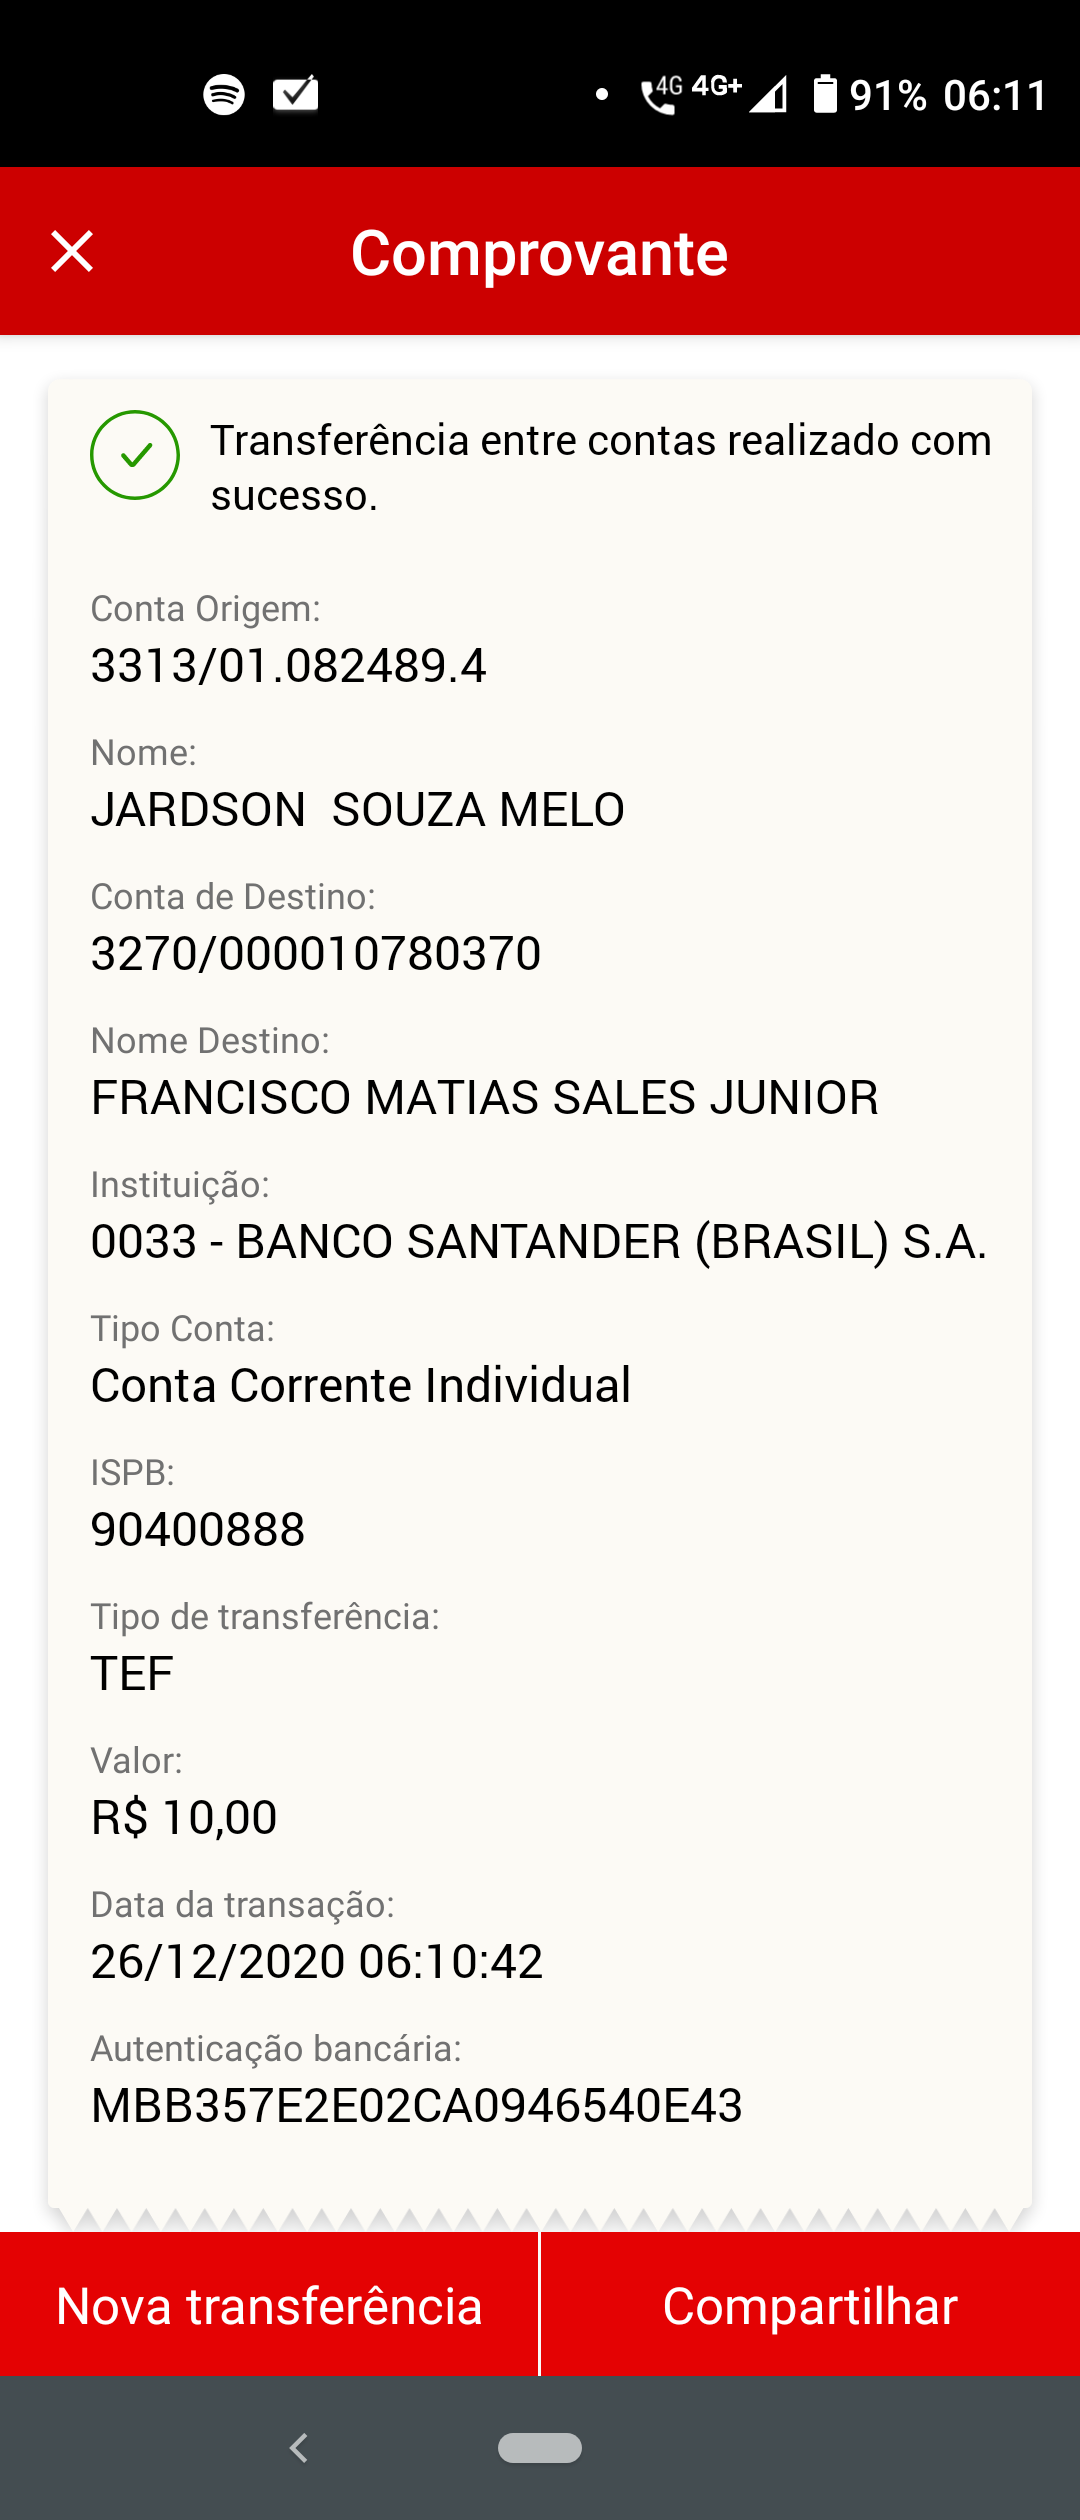 4G 4G+ 91% 06:11
Comprovante
Transferência entre contas realizado com
sucesso.
Conta Origem:
3313/01.082489.4
Nome:
JARDSON  SOUZA MELO
Conta de Destino:
3270/000010780370
Nome Destino:
FRANCISCO MATIAS SALES JUNIOR
Instituição:
0033 - BANCO SANTANDER (BRASIL) S.A.
Tipo Conta:
Conta Corrente Individual
ISPB:
90400888
Tipo de transferência:
TEF
Valor:
R$ 10,00
Data da transação:
26/12/2020 06:10:42
Autenticação bancária:
MBB357E2E02CA0946540E43
Nova transferência
Compartilhar